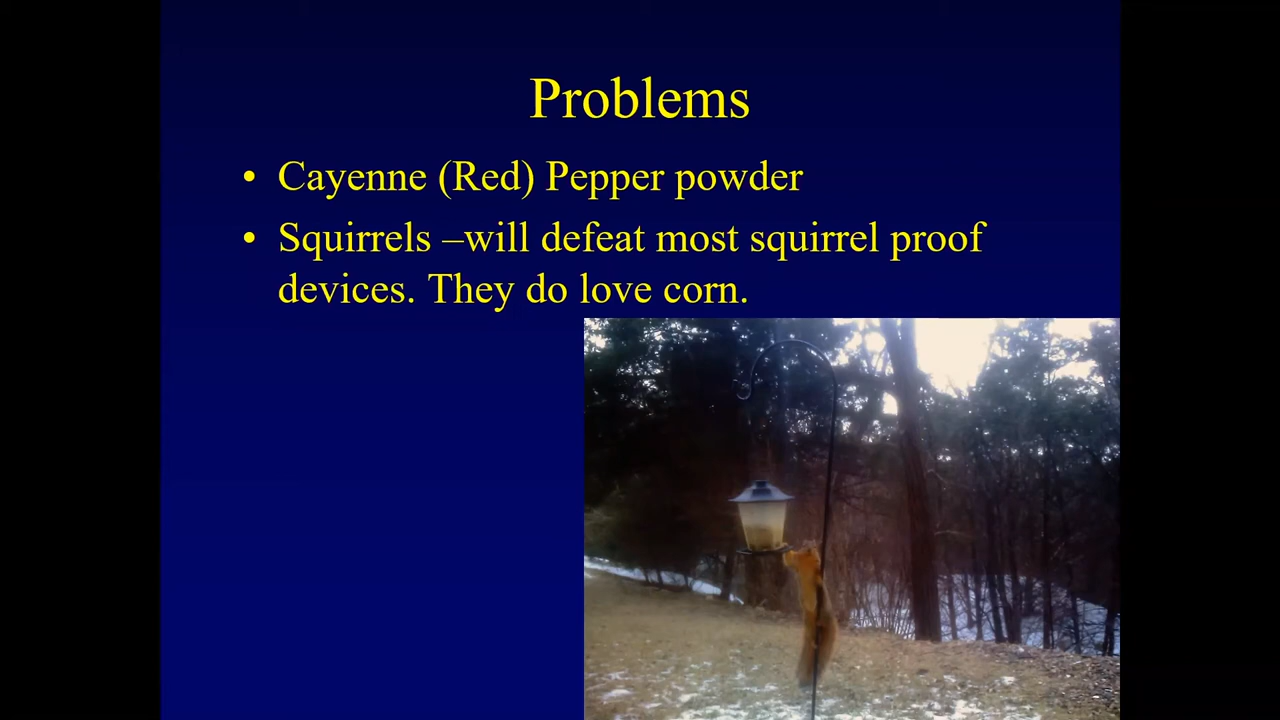 Problems
• Cayenne (Red) Pepper powder
• Squirrels –will defeat most squirrel proof
devices. They do love corn.